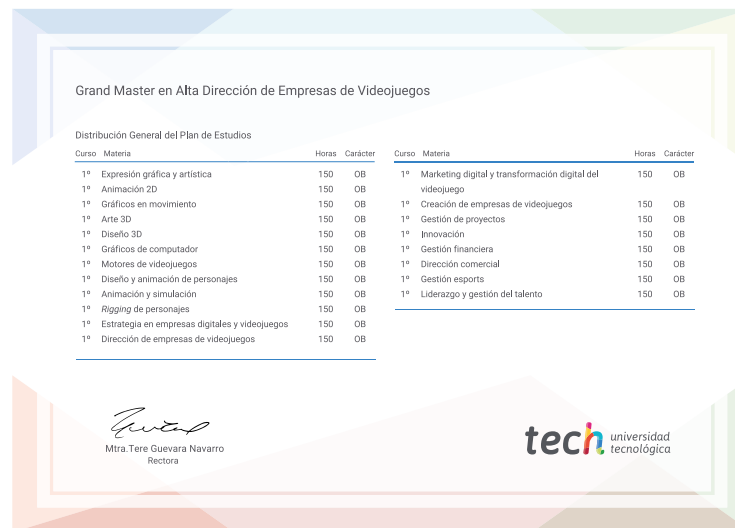 Grand Master en Alta Dirección de Empresas de Videojuegos
Distribución General del Plan de Estudios
Curso Materia Horas Carácter
1º Expresión gráfica y artística 150 OB
1º Animación 2D 150 OB
1º Gráficos en movimiento 150 OB
1º Arte 3D 150 OB
1º Diseño 3D 150 OB
1º Gráficos de computador 150 OB
1º Motores de videojuegos 150 OB
1º Diseño y animación de personajes 150 OB
1º Animación y simulación 150 OB
1º Rigging de personajes 150 OB
1º Estrategia en empresas digitales y videojuegos 150 OB
1º Dirección de empresas de videojuegos 150 OB
Curso Materia Horas Carácter
1º Marketing digital y transformación digital del 150 OB
videojuego
1º Creación de empresas de videojuegos 150 OB
1º Gestión de proyectos 150 OB
1º Innovación 150 OB
1º Gestión financiera 150 OB
1º Dirección comercial 150 OB
1º Gestión esports 150 OB
1º Liderazgo y gestión del talento 150 OB
Mtra.Tere Guevara Navarro
Rectora
tech universidad
tecnológica